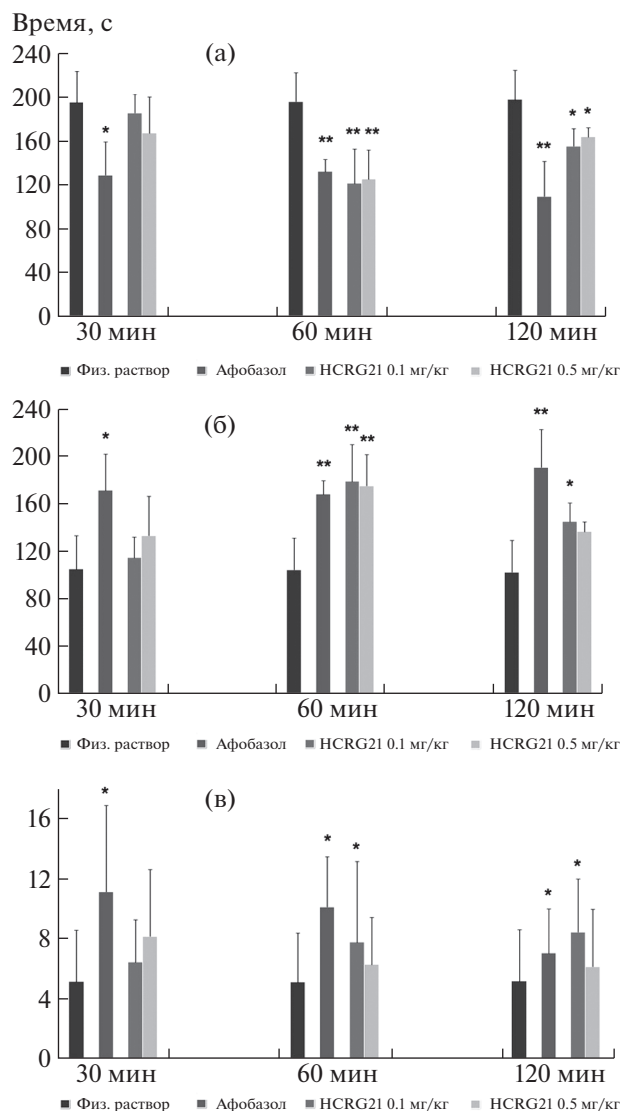 Время, с
240
(а)
200
160
* ** ** ** ** * *
120
80
40
0
30 мин 60 мин 120 мин
Физ. раствор Афобазол HCRG21 0.1 мг/кг HCRG21 0.5 мг/кг
240
(б)
200
* ** ** ** ** *
160
120
80
40
0
30 мин 60 мин 120 мин
Физ. раствор Афобазол HCRG21 0.1 мг/кг HCRG21 0.5 мг/кг
(в)
16
* * * * *
12
8
4
0
30 мин 60 мин 120 мин
Физ. раствор Афобазол HCRG21 0.1 мг/кг HCRG21 0.5 мг/кг